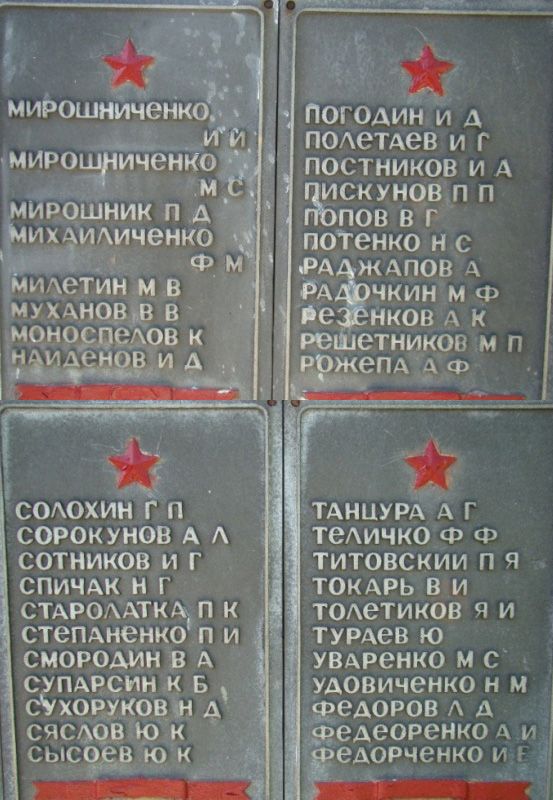 МИРОШНИЧЕНКО
И И
МИРОШНИЧЕНКО
М С
МИРОШНИК П Д
МИХАИЛИЧЕНКО
Ф М
МИЛЕТИН М В
МУХАНОВ В В
МОНОСПЕЛОВ К
НАИДЕНОВ И Д
ПОГОДИН И Д
ПОЛЕТАЕВ И Г
ПОСТНИКОВ И А
ПИСКУНОВ П П
ПОПОВ В Г
ПОТЕНКО Н С
РАДЖАПОВ А
РАДОЧКИН М Ф
РЕЗЕНКОВ А К
РЕШЕТНИКОВ М П
РОЖЕПА А Ф
СОЛОХИН Г П
СОРОКУНОВ А Л
СОТНИКОВ И Г
СПИЧАК Н Г
СТАРОЛАТКА П К
СТЕПАНЕНКО П И
СМОРОДИН В А
СУПАРСИН К Б
СУХОРУКОВ Н Д
СЯСЛОВ Ю К
СЫСОЕВ Ю К
ТАНЦУРА А Г
ТЕЛИЧКО Ф Ф
ТИТОВСКИИ П Я
ТОКАРЬ В И
ТОЛЕТИКОВ Я И
ТУРАЕВ Ю
УВАРЕНКО М С
УДОВИЧЕНКО Н М
ФЕДОРОВ Л Д
ФЕДЕОРЕНКО А И
ФЕДОРЧЕНКО И Е